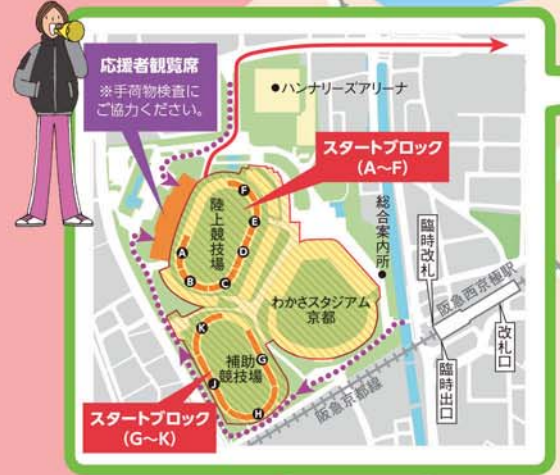 応援者観覧席
※手荷物検査に
ご協力ください。
●ハンナリーズアリーナ
スタートブロック
(A~F)
陸上競技場
F
E
D
C
B
A
総合案内所●
臨時改札
阪急西京極駅
改札口
臨時出口
わかさスタジアム
京都
補助
競技場
K
G
J
H
阪急京都線
スタートブロック
(G~K)